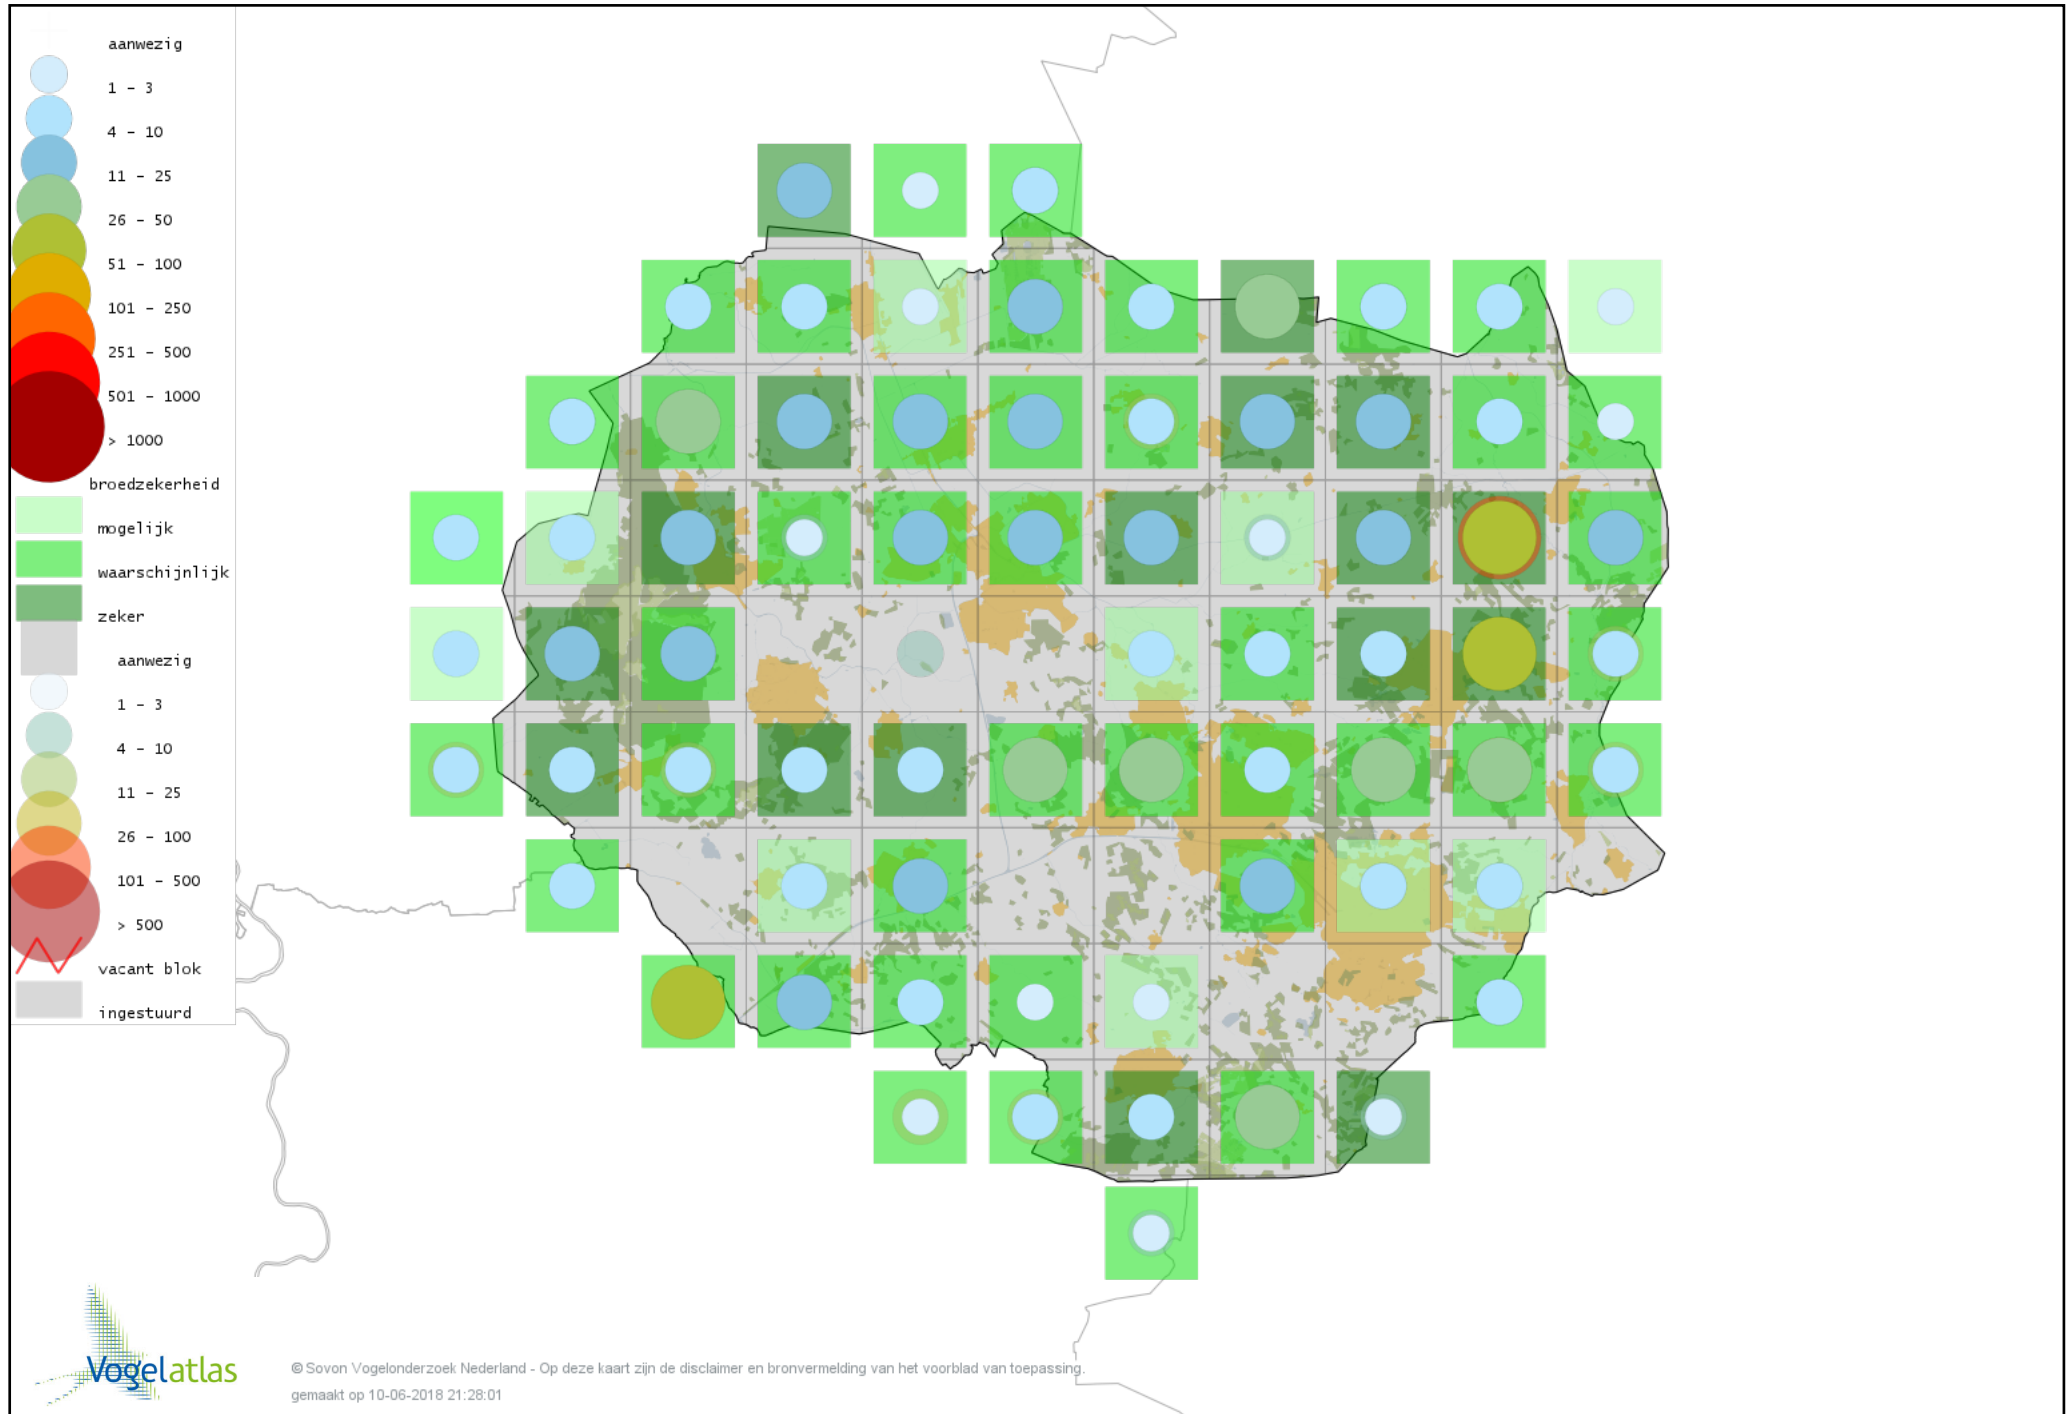 aanwezig
1 - 3
4 - 10
11 - 25
26 - 50
51 - 100
101 - 250
251 - 500
501 - 1000
> 1000
broedzekerheid
mogelijk
waarschijnlijk
zeker
aanwezig
1 - 3
4 - 10
11 - 25
26 - 100
101 - 500
> 500
vacant blok
ingestuurd
Vogelatlas
© Sovon Vogelonderzoek Nederland - Op deze kaart zijn de disclaimer en bronvermelding van het voorblad van toepassing.
gemaakt op 10-06-2018 21:28:01